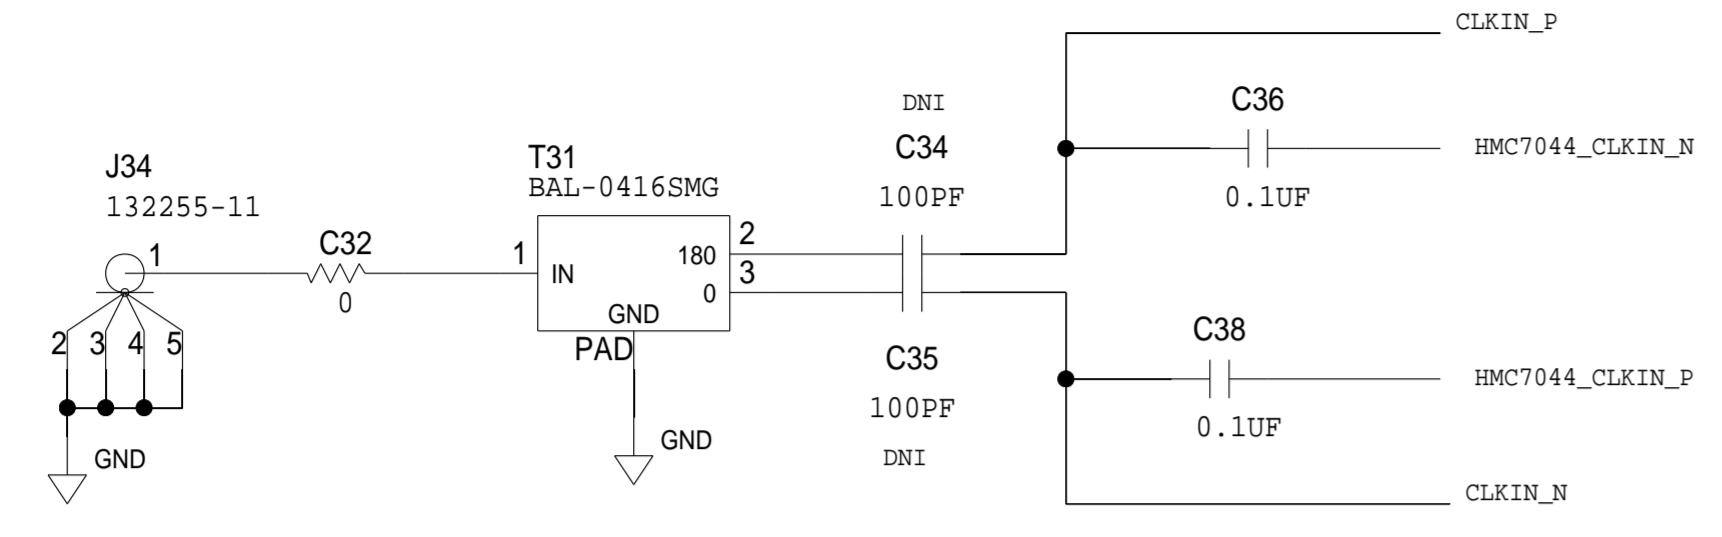 CLKIN_P
DNI
C34
100PF
C36
0.1UF
HMC7044_CLKIN_N
J34
132255-11
1
2
3
4
5
GND
C32
0
T31
BAL-0416SMG
1
IN
180
2
0
3
GND
PAD
GND
C35
100PF
DNI
C38
0.1UF
HMC7044_CLKIN_P
CLKIN_N